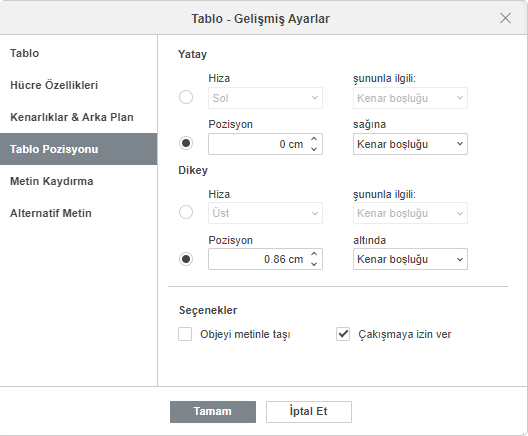 Tablo - Gelişmiş Ayarlar
Tablo
Hücre Özellikleri
Kenarlıklar & Arka Plan
Tablo Pozisyonu
Metin Kaydırma
Alternatif Metin
Yatay
Hiza şununla ilgili:
Sol Kenar boşluğu
Pozisyon sağına
0 cm Kenar boşluğu
Dikey
Hiza şununla ilgili:
Üst Kenar boşluğu
Pozisyon altında
0.86 cm Kenar boşluğu
Seçenekler
Objeyi metinle taşı Çakışmaya izin ver
Tamam İptal Et